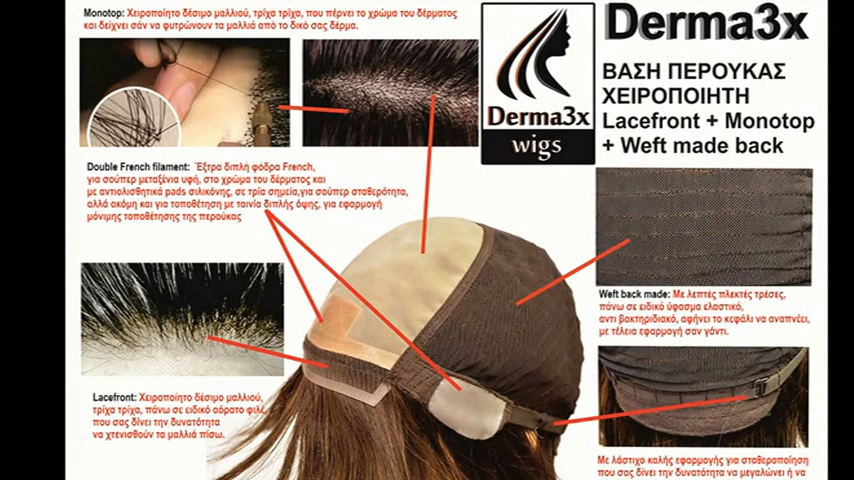 Monotop: Χειροποίητο δέσιμο μαλλιού, τρίχα τρίχα, που πέρνει το χρώμα του δέρματος
και δείχνει σάν να φυτρώνουν τα μαλλιά από το δικό σας δέρμα.
Derma3x
wigs
Derma3x
ΒΑΣΗ ΠΕΡΟΥΚΑΣ
ΧΕΙΡΟΠΟΙΗΤΗ
Lacefront + Monotop
+ Weft made back
Double French filament: Έξτρα διπλή φόδρα French,
για σούπερ μεταξένια υφή, στο χρώμα του δέρματος και
με αντιολισθητικά pads σιλικόνης, σε τρία σημεία,για σούπερ σταθερότητα,
αλλά ακόμη και για τοποθέτηση με ταινία διπλής όψης, για εφαρμογή
μόνιμης τοποθέτησης της περούκας
Weft back made: Με λεπτές πλεκτές τρέσες,
πάνω σε ειδικό ύφασμα ελαστικό,
αντι βακτηριδιακό, αφήνει το κεφάλι να αναπνέει,
με τέλεια εφαρμογή σαν γάντι.
Lacefront: Χειροποίητο δέσιμο μαλλιού,
τρίχα τρίχα, πάνω σε ειδικό αόρατο φιλέ,
που σας δίνει την δυνατότητα
να χτενισθούν τα μαλλιά πίσω.
Με λάστιχο καλής εφαρμογής για σταθεροποίηση
που σας δίνει την δυνατότητα να μεγαλώνει ή να